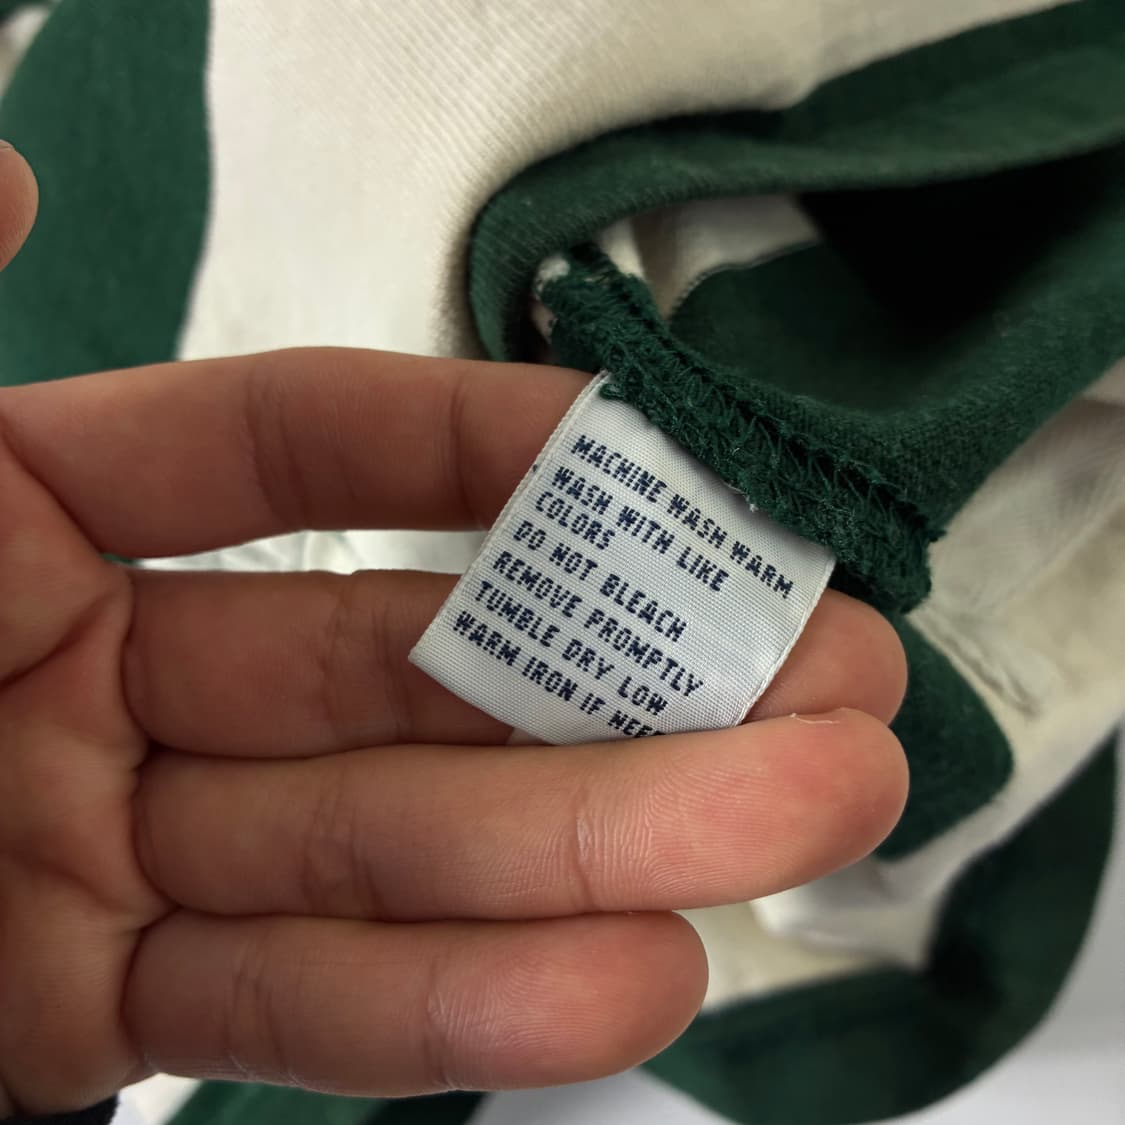 MACHINE WASH WARM
WASH WITH LIKE
COLORS
DO NOT BLEACH
REMOVE PROMPTLY
TUMBLE DRY LOW
WARM IRON IF